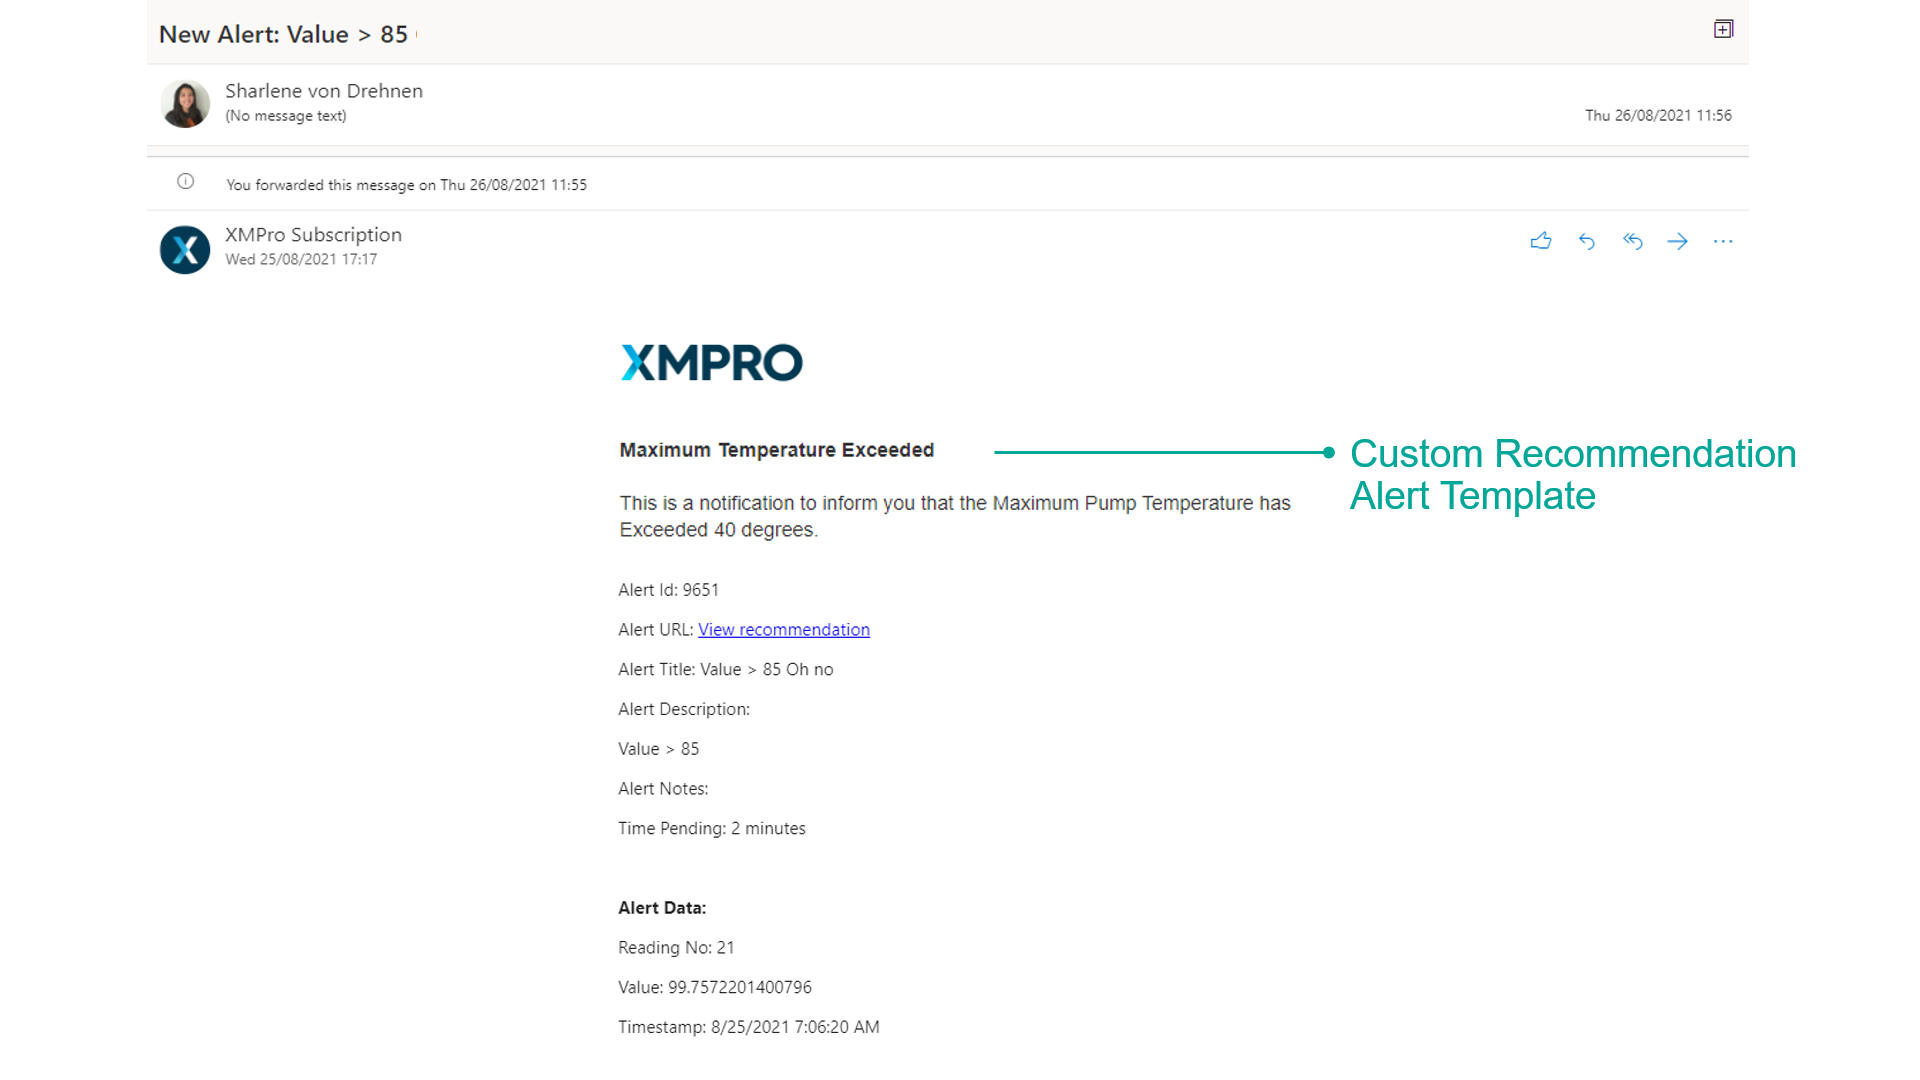 New Alert: Value > 85
Sharlene von Drehnen
(No message text)
Thu 26/08/2021 11:56
You forwarded this message on Thu 26/08/2021 11:55
XMPro Subscription
Wed 25/08/2021 17:17
XMPRO
Maximum Temperature Exceeded
Custom Recommendation
Alert Template
This is a notification to inform you that the Maximum Pump Temperature has
Exceeded 40 degrees.
Alert Id: 9651
Alert URL: View recommendation
Alert Title: Value > 85 Oh no
Alert Description:
Value > 85
Alert Notes:
Time Pending: 2 minutes
Alert Data:
Reading No: 21
Value: 99.7572201400796
Timestamp: 8/25/2021 7:06:20 AM